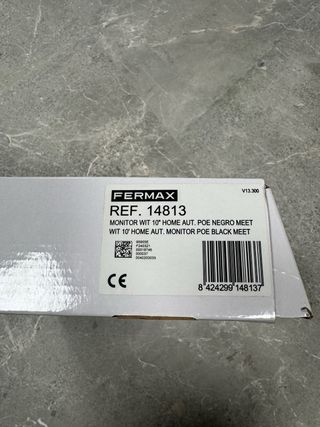 V13.300
FERMAX
REF. 14813
MONITOR WIT 10" HOME AUT. POE NEGRO MEET
WIT 10' HOME AUT. MONITOR POE BLACK MEET
CE
8 424299 148137